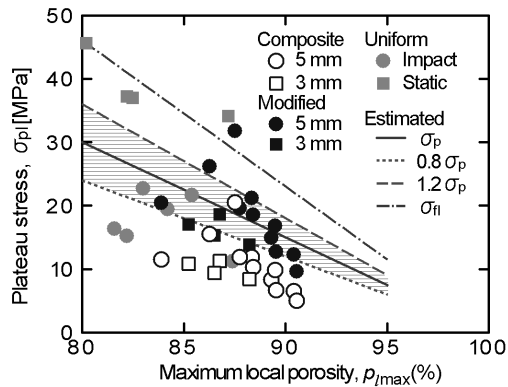 50
40
30
20
10
0
80
85
90
95
100
Plateau stress, σpl[MPa]
Maximum local porosity, plmax(%)
Composite
5 mm
3 mm
Modified
5 mm
3 mm
Uniform
Impact
Static
Estimated
σp
0.8 σp
1.2 σp
σfl